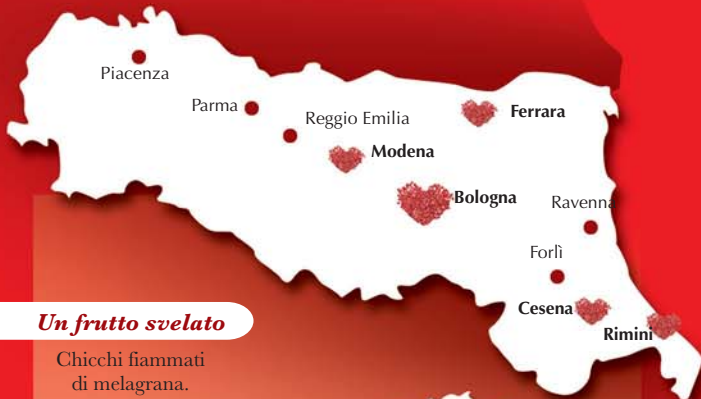 Piacenza
Parma
Reggio Emilia
Ferrara
Modena
Bologna
Ravenna
Forlì
Cesena
Rimini
Un frutto svelato
Chicchi fiammati
di melagrana.